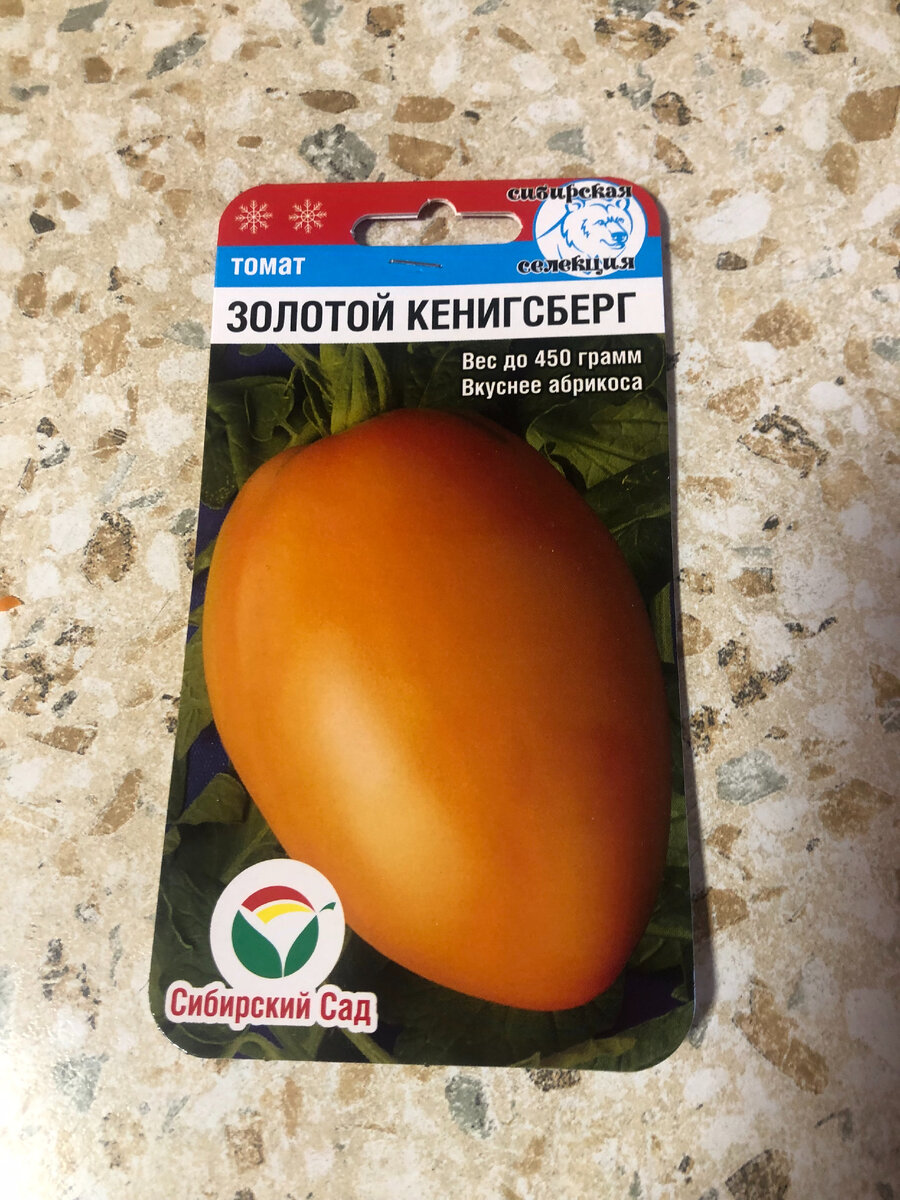 сибирская
селекция
томат
ЗОЛОТОЙ КЕНИГСБЕРГ
Вес до 450 грамм
Вкуснее абрикоса
Сибирский Сад